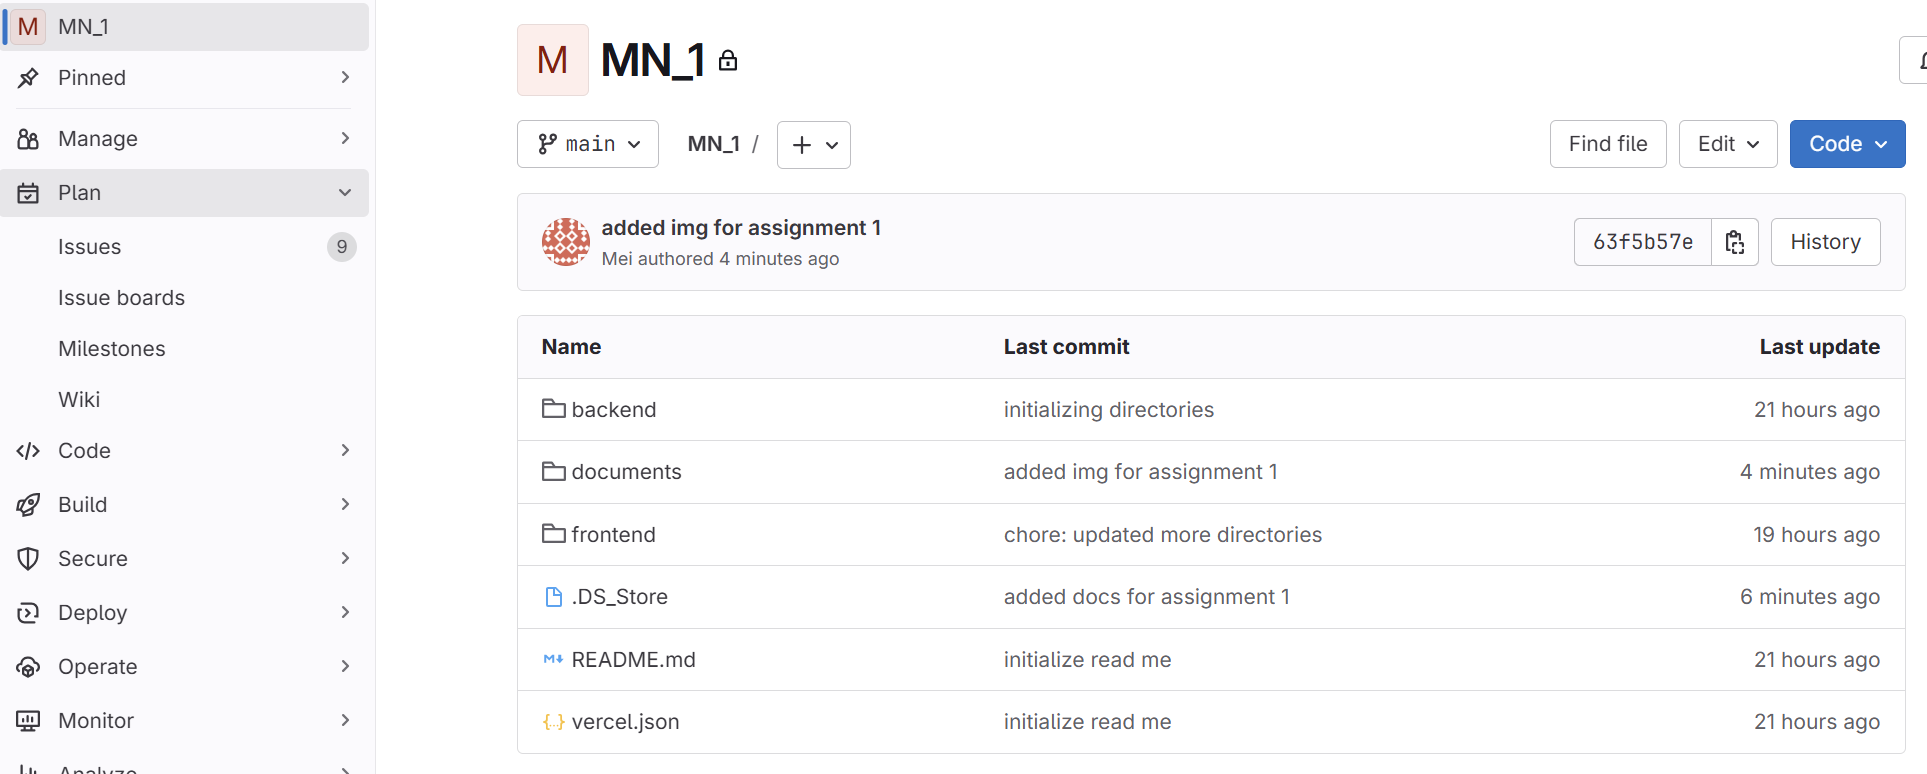 M MN_1
Pinned
Manage
Plan
Issues 9
Issue boards
Milestones
Wiki
Code
Build
Secure
Deploy
Operate
Monitor
Analyze
M MN_1
main MN_1 / + Find file Edit Code
added img for assignment 1
Mei authored 4 minutes ago
63f5b57e History
Name Last commit Last update
backend initializing directories 21 hours ago
documents added img for assignment 1 4 minutes ago
frontend chore: updated more directories 19 hours ago
.DS_Store added docs for assignment 1 6 minutes ago
README.md initialize read me 21 hours ago
{..} vercel.json initialize read me 21 hours ago